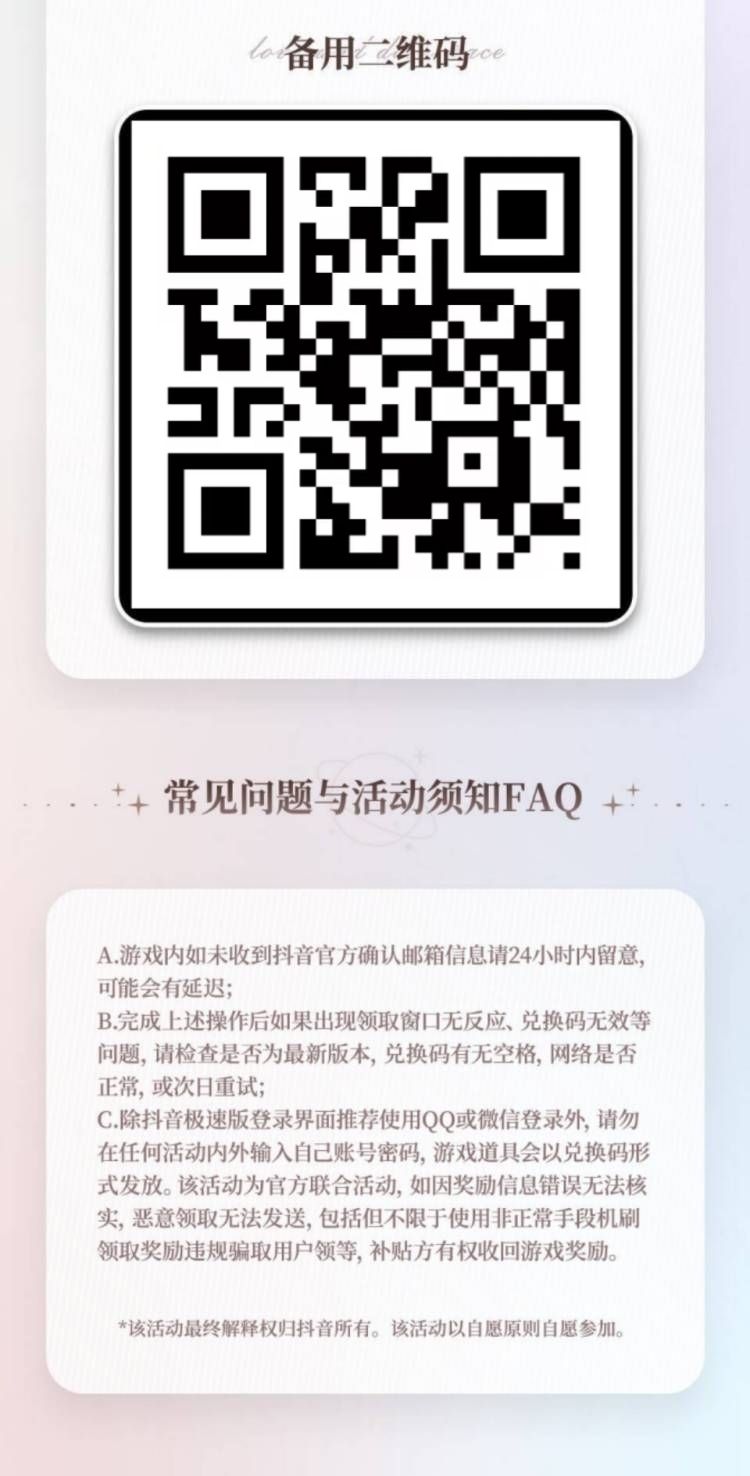 备用二维码
常见问题与活动须知FAQ
A.游戏内如未收到抖音官方确认邮箱信息请24小时内留意,
可能会有延迟;
B.完成上述操作后如果出现领取窗口无反应、兑换码无效等
问题, 请检查是否为最新版本, 兑换码有无空格, 网络是否
正常, 或次日重试;
C.除抖音极速版登录界面推荐使用QQ或微信登录外, 请勿
在任何活动内外输入自己账号密码, 游戏道具会以兑换码形
式发放。该活动为官方联合活动, 如因奖励信息错误无法核
实, 恶意领取无法发送, 包括但不限于使用非正常手段机刷
领取奖励违规骗取用户领等, 补贴方有权收回游戏奖励。
*该活动最终解释权归抖音所有。该活动以自愿原则自愿参加。